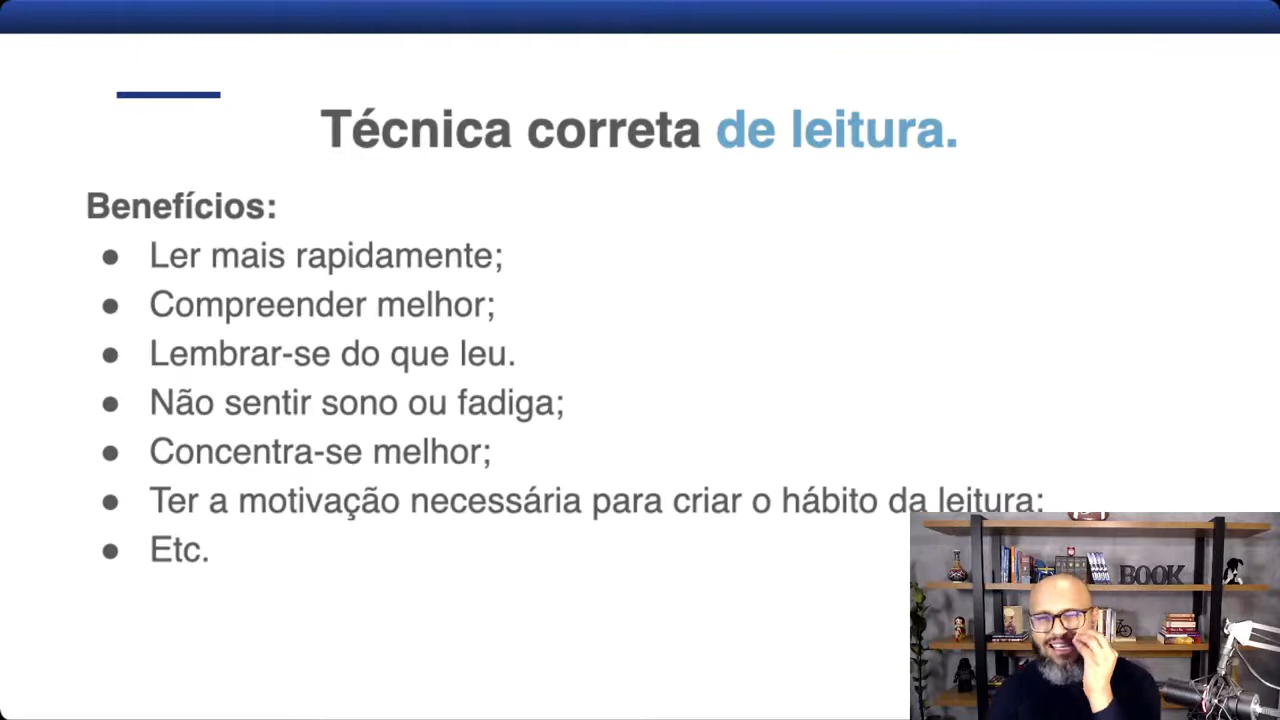 Técnica correta de leitura.
Benefícios:
● Ler mais rapidamente;
● Compreender melhor;
● Lembrar-se do que leu.
● Não sentir sono ou fadiga;
● Concentra-se melhor;
● Ter a motivação necessária para criar o hábito da leitura;
● Etc.
BOOK